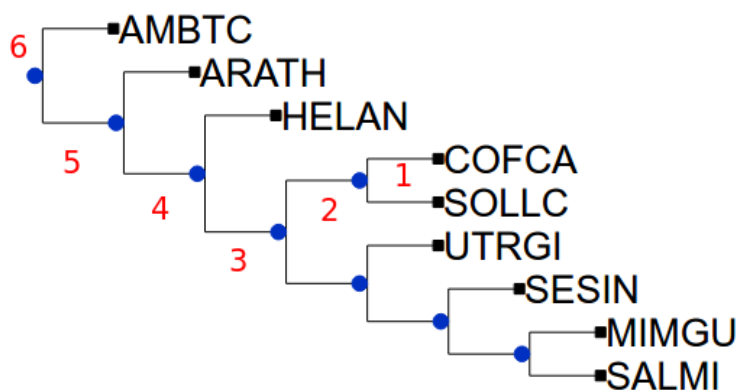 6
AMBTC
ARATH
HELAN
5
COFCA
1
4
2
SOLLC
3
UTRGI
SESIN
MIMGU
SALMI